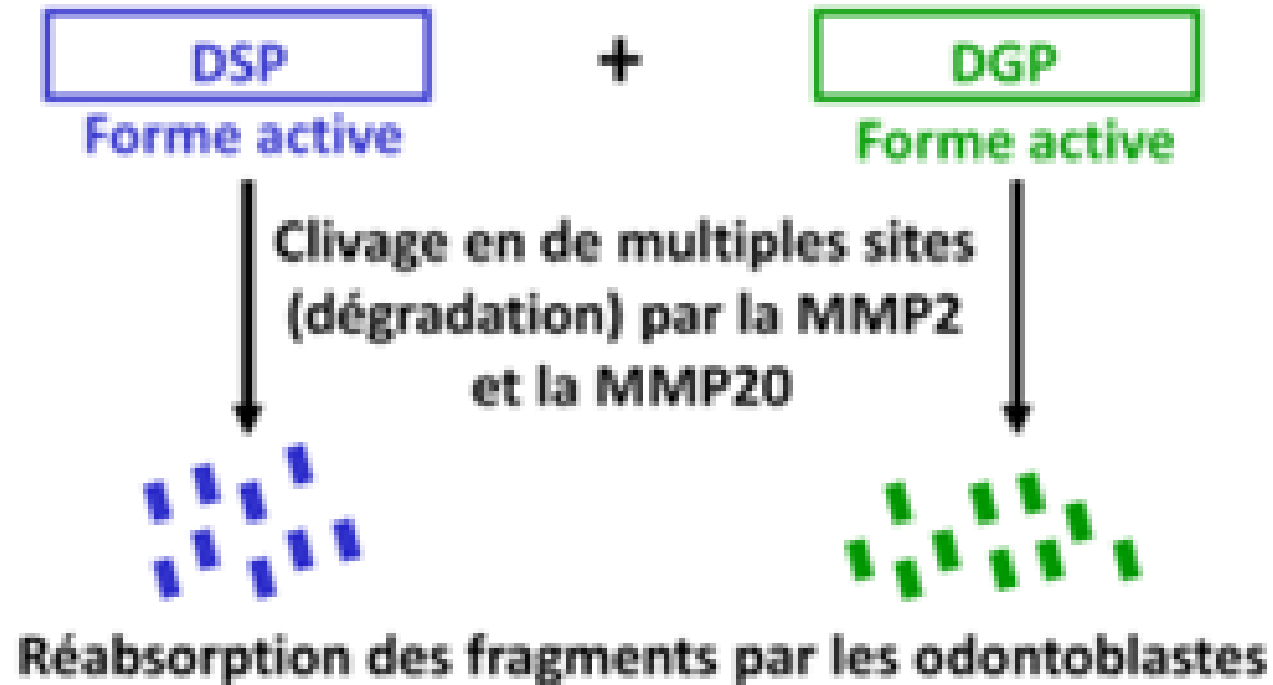 DSP + DGP
Forme active Forme active
Clivage en de multiples sites
(dégradation) par la MMP2
et la MMP20
Réabsorption des fragments par les odontoblastes